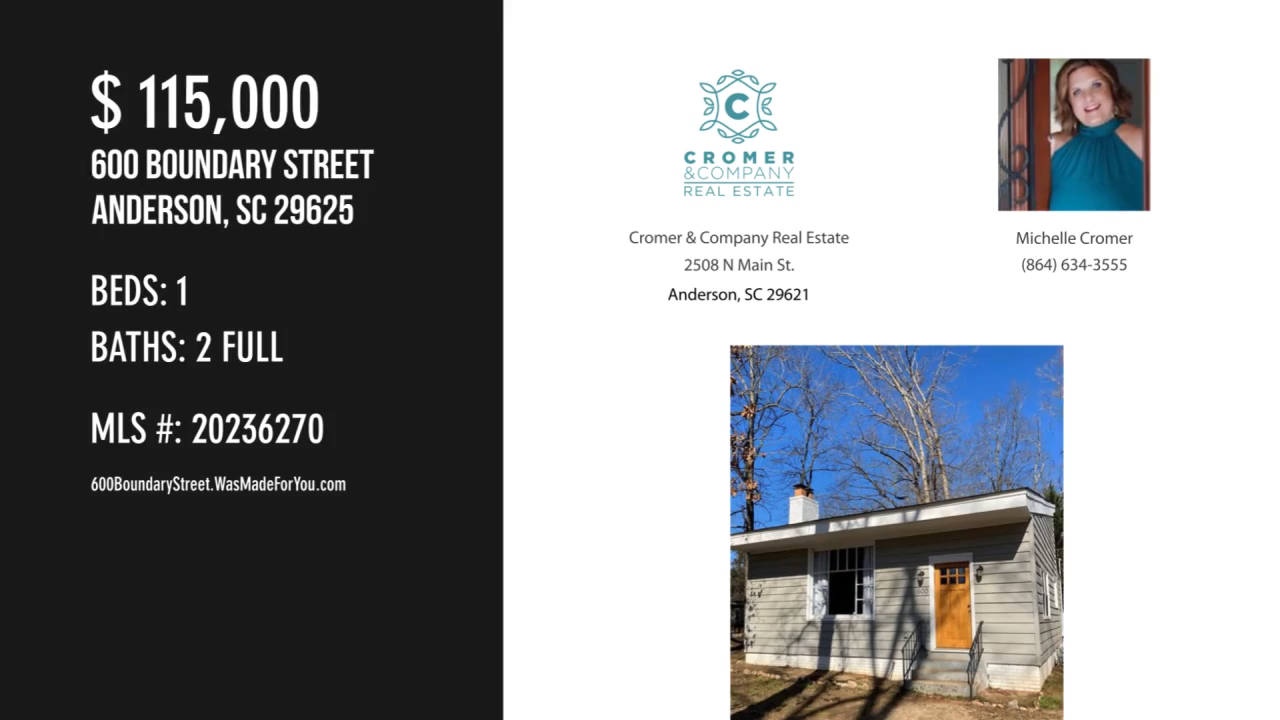 $ 115,000
600 BOUNDARY STREET
ANDERSON, SC 29625
BEDS: 1
BATHS: 2 FULL
MLS #: 20236270
600BoundaryStreet.WasMadeForYou.com
C
CROMER
&COMPANY
REAL ESTATE
Cromer & Company Real Estate
2508 N Main St.
Anderson, SC 29621
Michelle Cromer
(864) 634-3555